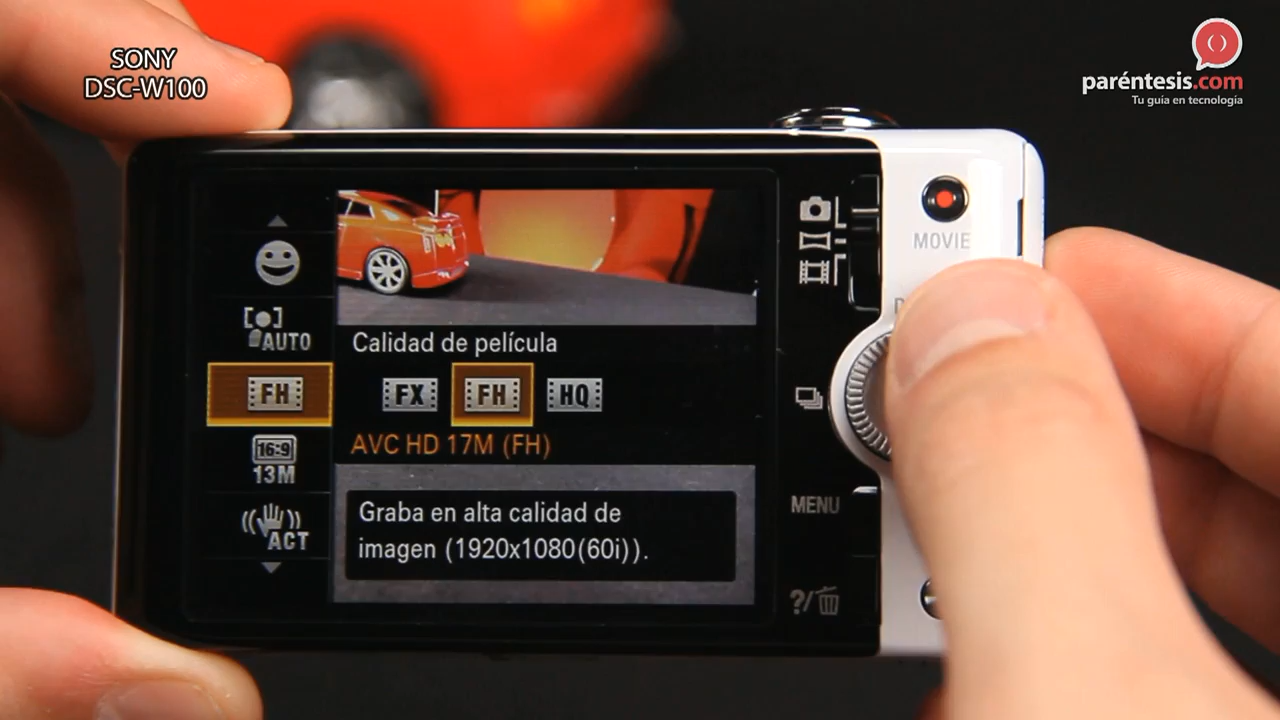 SONY
DSC-W100
paréntesis.com
Tu guía en tecnología
MOVIE
AUTO
Calidad de película
FH
FX FH HQ
AVC HD 17M (FH)
16:9
13M
Graba en alta calidad de
imagen (1920x1080(60i)).
ACT
MENU
?/